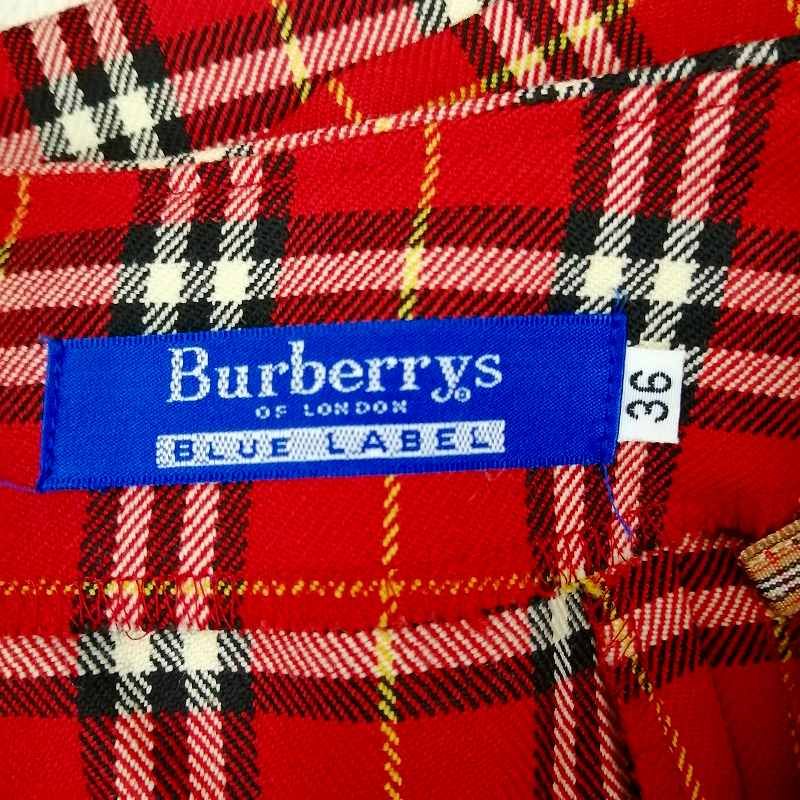 Burberrys®
OF LONDON
BLUE LABEL
36